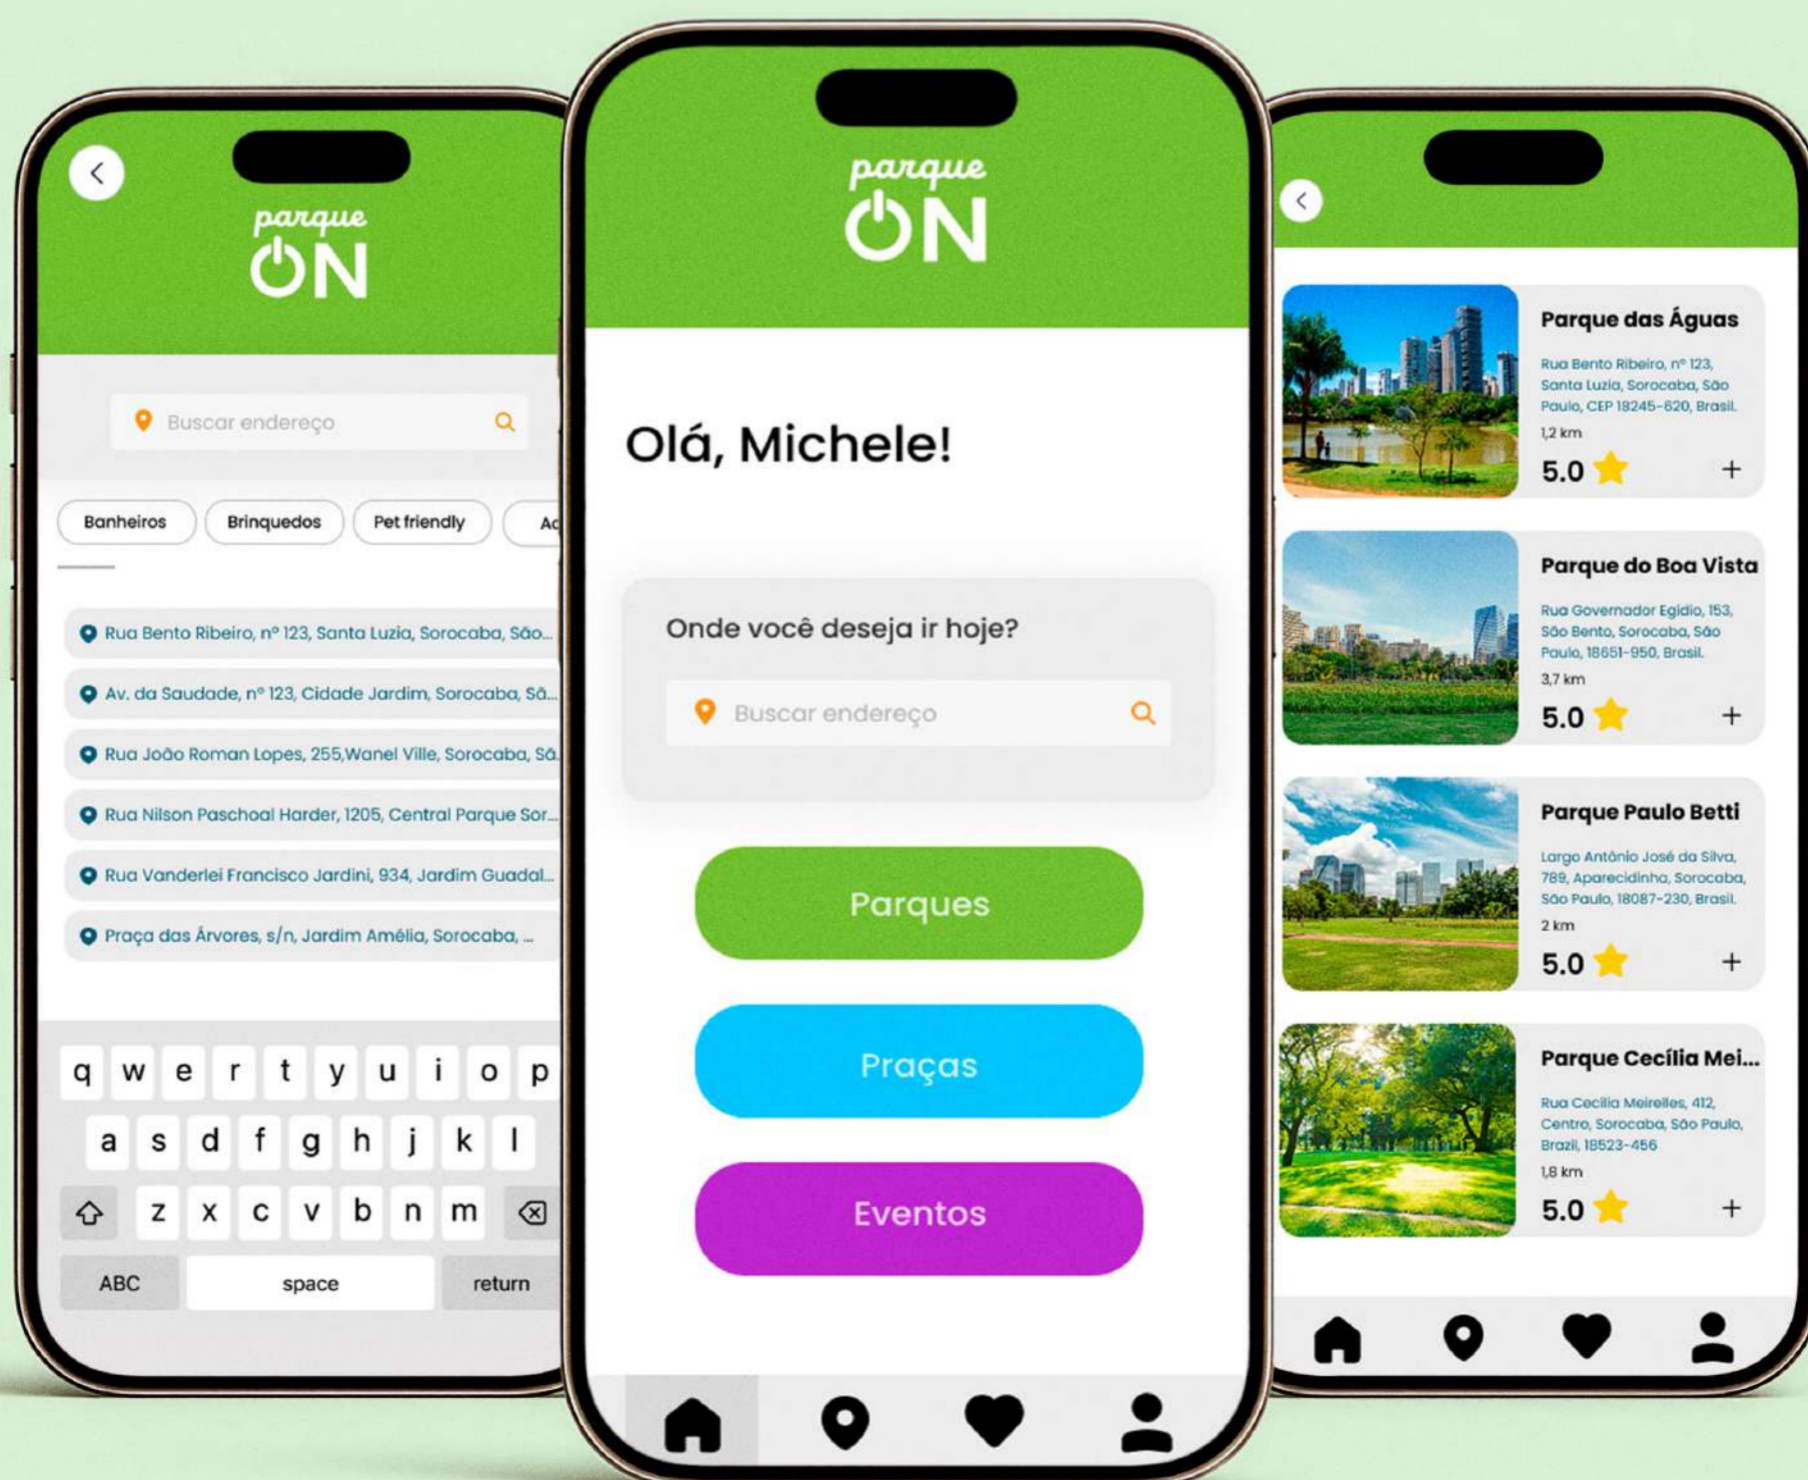 parque
ON
Buscar endereço
Banheiros
Brinquedos
Pet friendly
Ac
Rua Bento Ribeiro, nº 123, Santa Luzia, Sorocaba, São...
Av. da Saudade, nº 123, Cidade Jardim, Sorocaba, Sã...
Rua João Roman Lopes, 255,Wanel Ville, Sorocaba, Sã..
Rua Nilson Paschoal Harder, 1205, Central Parque Sor...
Rua Vanderlei Francisco Jardini, 934, Jardim Guadal...
Praça das Árvores, s/n, Jardim Amélia, Sorocaba, ...
q w e r t y u i o p
a s d f g h j k l
z x c v b n m
ABC
space
return
parque
ON
Olá, Michele!
Onde você deseja ir hoje?
Buscar endereço
Parques
Praças
Eventos
Parque das Águas
Rua Bento Ribeiro, nº 123,
Santa Luzia, Sorocaba, São
Paulo, CEP 18245-620, Brasil.
1,2 km
5.0
+
Parque do Boa Vista
Rua Governador Egídio, 153,
São Bento, Sorocaba, São
Paulo, 18651-950, Brasil.
3,7 km
5.0
+
Parque Paulo Betti
Largo Antônio José da Silva,
789, Aparecidinha, Sorocaba,
São Paulo, 18087-230, Brasil.
2 km
5.0
+
Parque Cecília Mei...
Rua Cecília Meirelles, 412,
Centro, Sorocaba, São Paulo,
Brazil, 18523-456
1,8 km
5.0
+